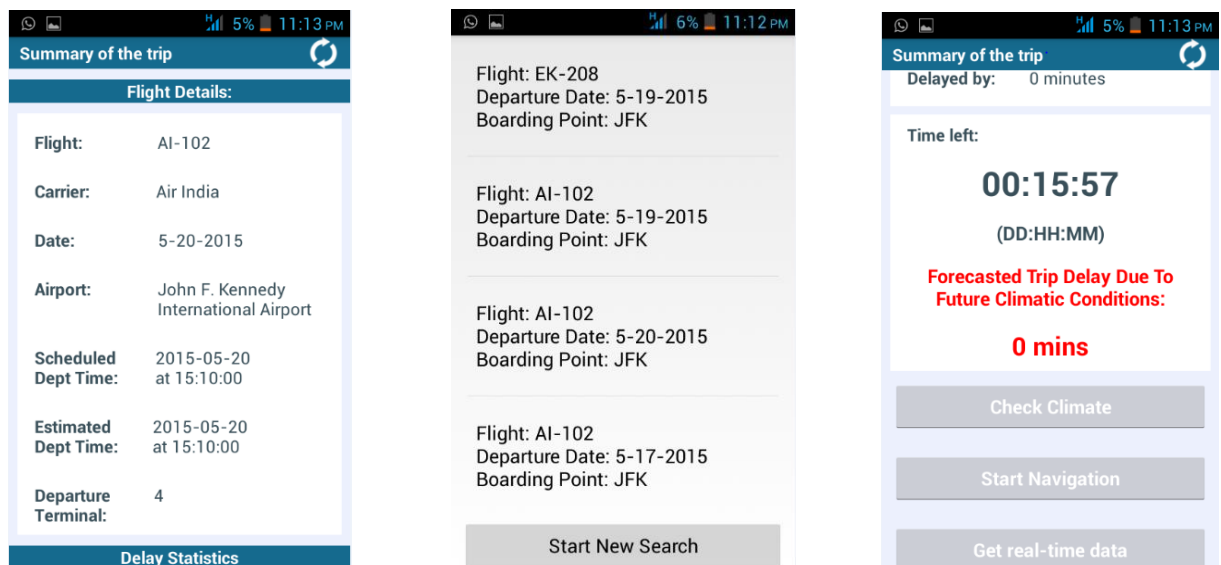 5% 11:13 PM
Summary of the trip
Flight Details:
Flight: AI-102
Carrier: Air India
Date: 5-20-2015
Airport: John F. Kennedy
International Airport
Scheduled 2015-05-20
Dept Time: at 15:10:00
Estimated 2015-05-20
Dept Time: at 15:10:00
Departure 4
Terminal:
Delay Statistics
H 6% 11:12 PM
Flight: EK-208
Departure Date: 5-19-2015
Boarding Point: JFK
Flight: AI-102
Departure Date: 5-19-2015
Boarding Point: JFK
Flight: AI-102
Departure Date: 5-20-2015
Boarding Point: JFK
Flight: AI-102
Departure Date: 5-17-2015
Boarding Point: JFK
Start New Search
H 5% 11:13 PM
Summary of the trip
Delayed by: 0 minutes
Time left:
00:15:57
(DD:HH:MM)
Forecasted Trip Delay Due To
Future Climatic Conditions:
0 mins
Check Climate
Start Navigation
Get real-time data